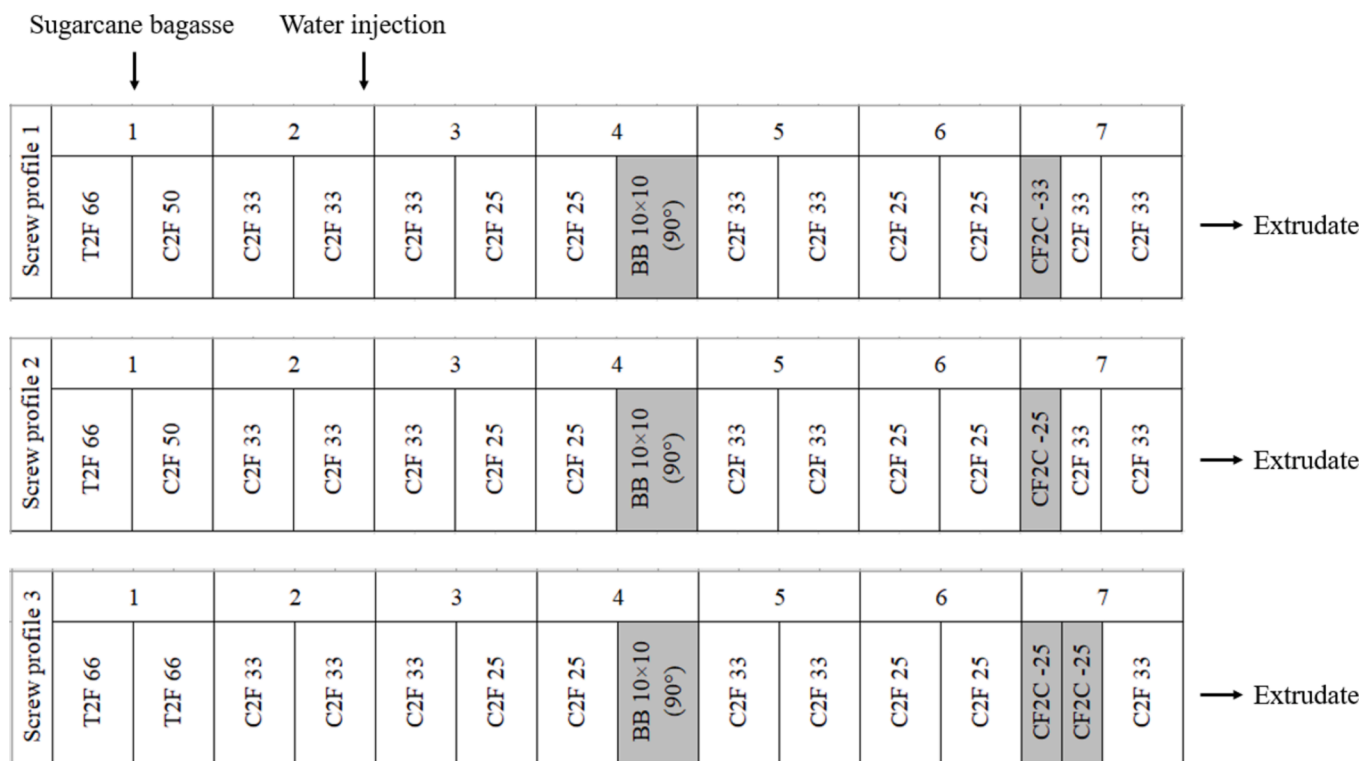 Sugarcane bagasse Water injection
Screw profile 1
1 2 3 4 5 6 7
T2F 66
C2F 50
C2F 33
C2F 33
C2F 33
C2F 25
C2F 25
BB 10×10
(90°)
C2F 33
C2F 33
C2F 25
C2F 25
CF2C -33
C2F 33
C2F 33
Extrudate
Screw profile 2
1 2 3 4 5 6 7
T2F 66
C2F 50
C2F 33
C2F 33
C2F 33
C2F 25
C2F 25
BB 10×10
(90°)
C2F 33
C2F 33
C2F 25
C2F 25
CF2C -25
C2F 33
C2F 33
Extrudate
Screw profile 3
1 2 3 4 5 6 7
T2F 66
T2F 66
C2F 33
C2F 33
C2F 33
C2F 25
C2F 25
BB 10×10
(90°)
C2F 33
C2F 33
C2F 25
C2F 25
CF2C -25
CF2C -25
C2F 33
Extrudate